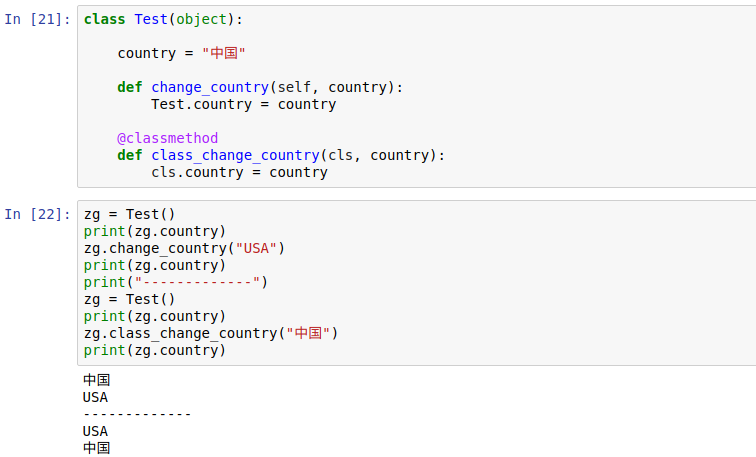 In [21]: class Test(object):
country = "中国"
def change_country(self, country):
Test.country = country
@classmethod
def class_change_country(cls, country):
cls.country = country
In [22]: zg = Test()
print(zg.country)
zg.change_country("USA")
print(zg.country)
print("-------------")
zg = Test()
print(zg.country)
zg.class_change_country("中国")
print(zg.country)
中国
USA
-------------
USA
中国